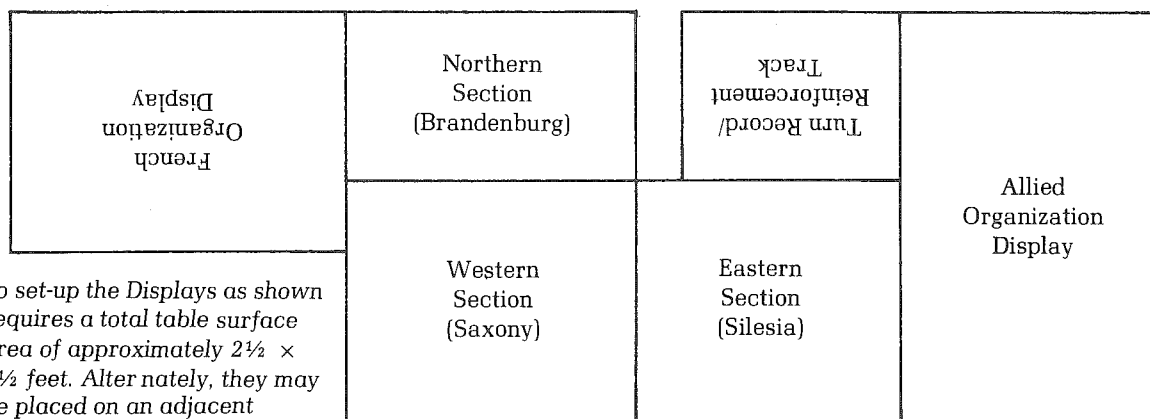 French
Organization
Display
Northern
Section
(Brandenburg)
Turn Record/
Reinforcement
Track
Allied
Organization
Display
Western
Section
(Saxony)
Eastern
Section
(Silesia)
o set-up the Displays as shown
equires a total table surface
rea of approximately 2½ ×
½ feet. Alter nately, they may
e placed on an adjacent